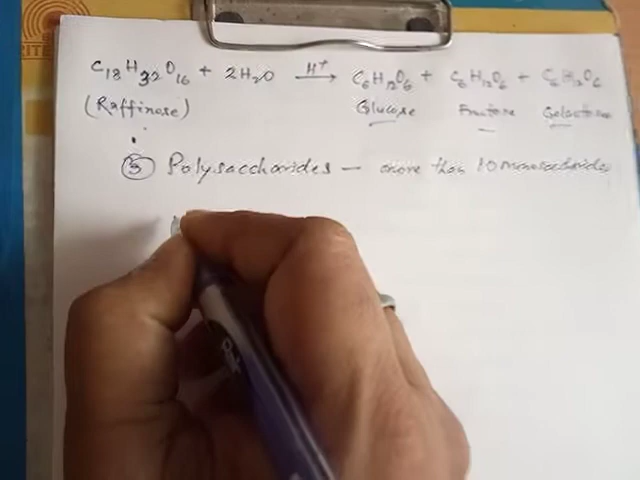 C18H32O16 + 2H2O H+→ C6H12O6 + C6H12O6 + C6H12O6
(Raffinose) Glucose Fructose Galactose
③ Polysaccharides — more than 10 monosaccharides